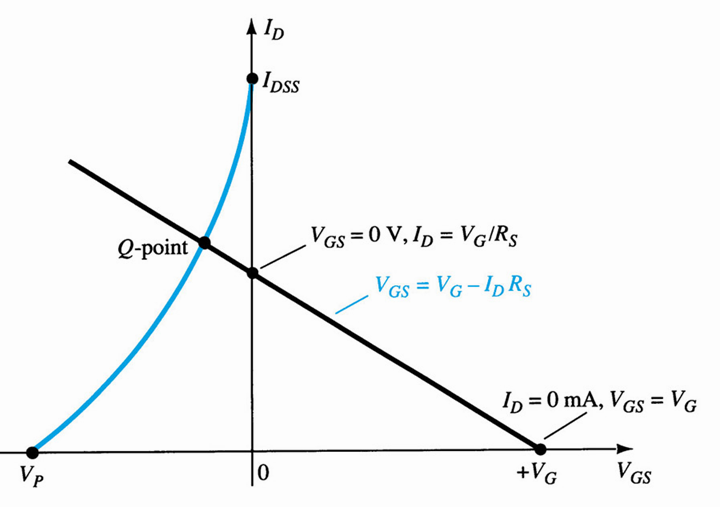 I_D
I_DSS
V_GS = 0 V, I_D = V_G/R_S
Q-point
V_GS = V_G – I_D R_S
I_D = 0 mA, V_GS = V_G
V_P
0
+V_G
V_GS